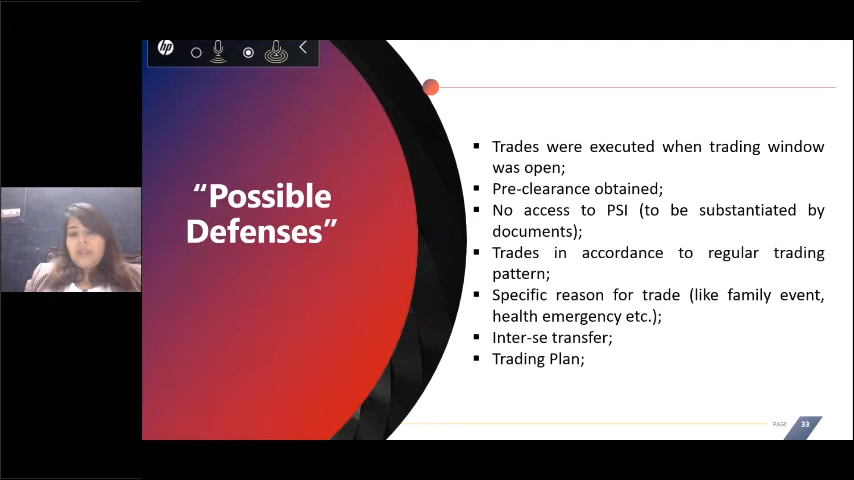 hp
“Possible
Defenses”
▪ Trades were executed when trading window
was open;
▪ Pre-clearance obtained;
▪ No access to PSI (to be substantiated by
documents);
▪ Trades in accordance to regular trading
pattern;
▪ Specific reason for trade (like family event,
health emergency etc.);
▪ Inter-se transfer;
▪ Trading Plan;
PAGE 33